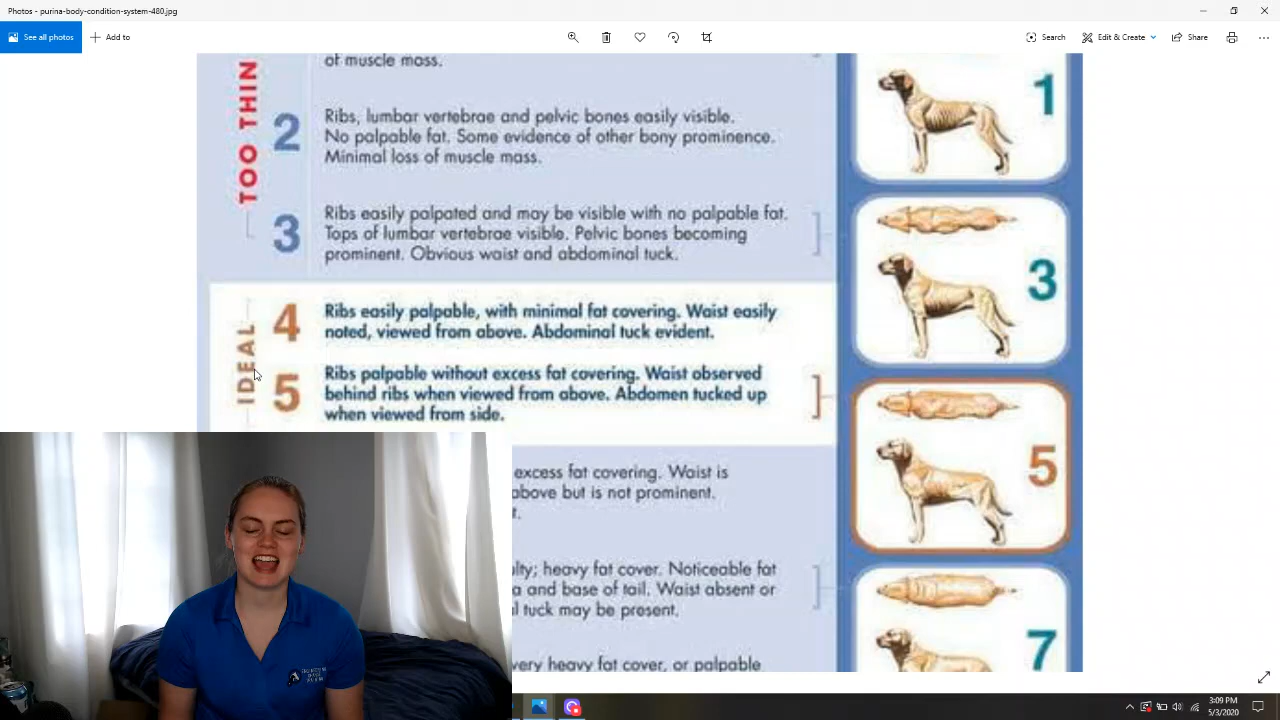 Photos - purina-body-condition-system-480.jpg
See all photos
Add to
Search
Edit & Create
Share
of muscle mass.
TOO THIN
2
Ribs, lumbar vertebrae and pelvic bones easily visible.
No palpable fat. Some evidence of other bony prominence.
Minimal loss of muscle mass.
3
Ribs easily palpated and may be visible with no palpable fat.
Tops of lumbar vertebrae visible. Pelvic bones becoming
prominent. Obvious waist and abdominal tuck.
IDEAL
4
Ribs easily palpable, with minimal fat covering. Waist easily
noted, viewed from above. Abdominal tuck evident.
5
Ribs palpable without excess fat covering. Waist observed
behind ribs when viewed from above. Abdomen tucked up
when viewed from side.
excess fat covering. Waist is
above but is not prominent.
t.
ulty; heavy fat cover. Noticeable fat
a and base of tail. Waist absent or
l tuck may be present.
very heavy fat cover, or palpable
1
3
5
7
3:09 PM
5/3/2020